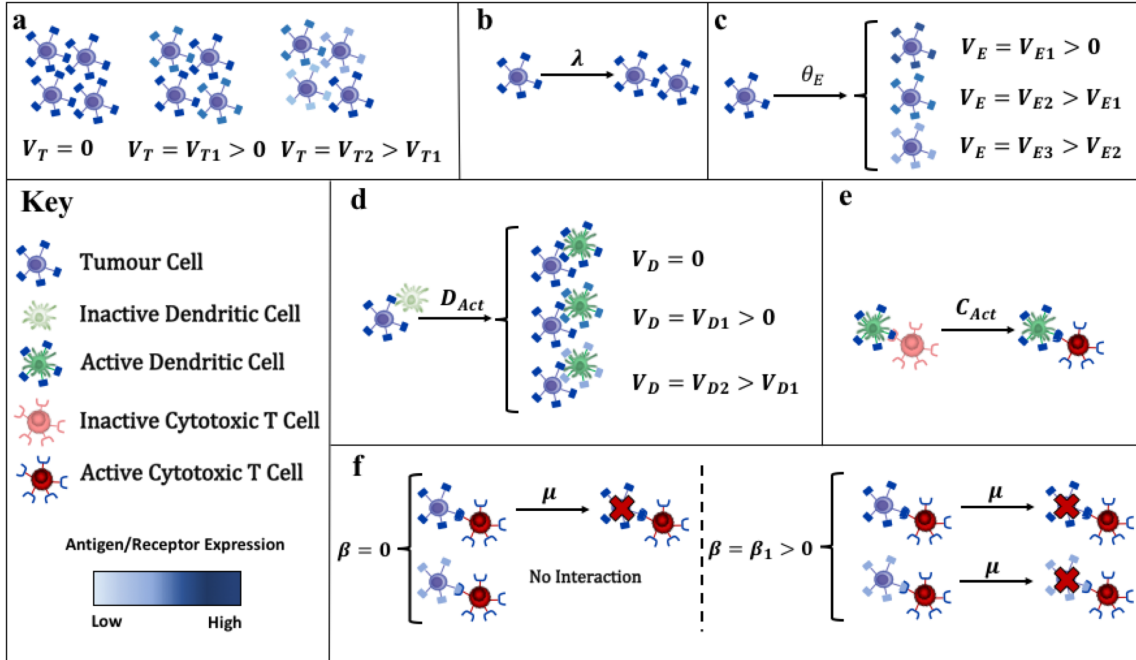 a
V_T = 0
V_T = V_T1 > 0
V_T = V_T2 > V_T1
b
λ
c
θ_E
V_E = V_E1 > 0
V_E = V_E2 > V_E1
V_E = V_E3 > V_E2
Key
Tumour Cell
Inactive Dendritic Cell
Active Dendritic Cell
Inactive Cytotoxic T Cell
Active Cytotoxic T Cell
Antigen/Receptor Expression
Low High
d
D_Act
V_D = 0
V_D = V_D1 > 0
V_D = V_D2 > V_D1
e
C_Act
f
β = 0
μ
No Interaction
β = β_1 > 0
μ
μ